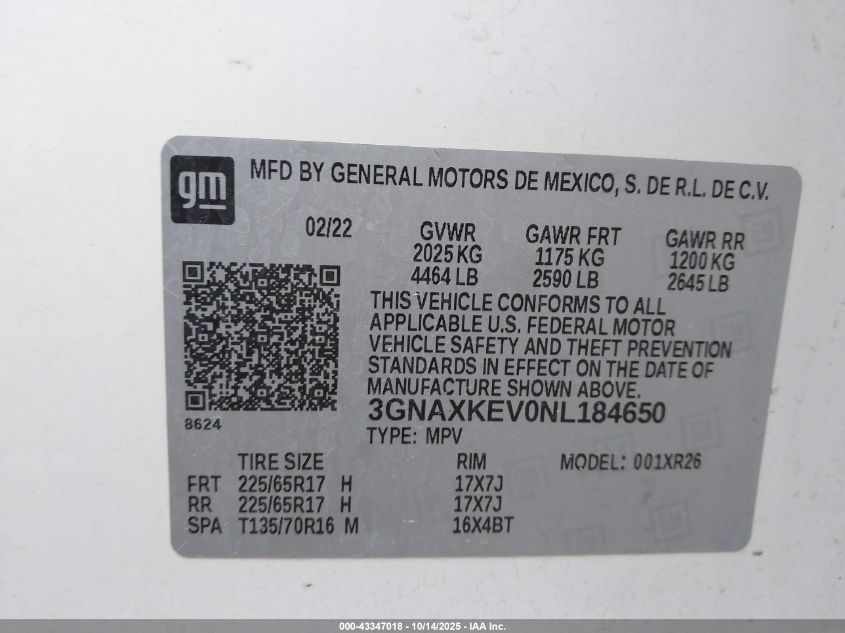 gm
MFD BY GENERAL MOTORS DE MEXICO, S. DE R.L. DE C.V.
02/22 GVWR GAWR FRT GAWR RR
2025 KG 1175 KG 1200 KG
4464 LB 2590 LB 2645 LB
THIS VEHICLE CONFORMS TO ALL
APPLICABLE U.S. FEDERAL MOTOR
VEHICLE SAFETY AND THEFT PREVENTION
STANDARDS IN EFFECT ON THE DATE OF
MANUFACTURE SHOWN ABOVE.
3GNAXKEV0NL184650
8624
TYPE: MPV
TIRE SIZE RIM MODEL: 001XR26
FRT 225/65R17 H 17X7J
RR 225/65R17 H 17X7J
SPA T135/70R16 M 16X4BT
000-43347018 - 10/14/2025 - IAA Inc.